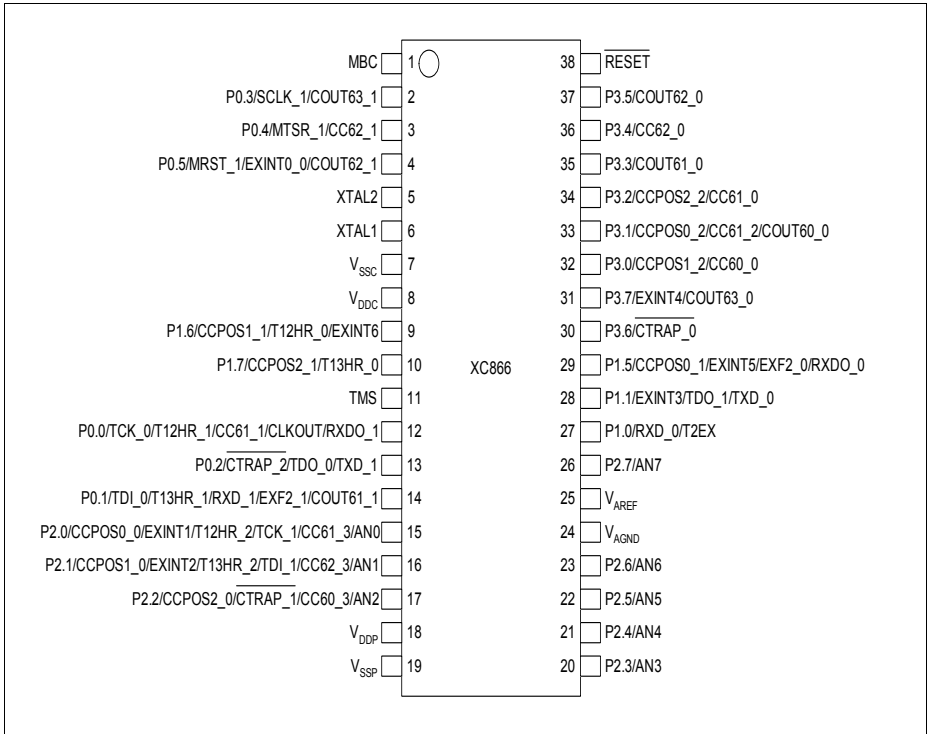 MBC 1 38 RESET
P0.3/SCLK_1/COUT63_1 2 37 P3.5/COUT62_0
P0.4/MTSR_1/CC62_1 3 36 P3.4/CC62_0
P0.5/MRST_1/EXINT0_0/COUT62_1 4 35 P3.3/COUT61_0
XTAL2 5 34 P3.2/CCPOS2_2/CC61_0
XTAL1 6 33 P3.1/CCPOS0_2/CC61_2/COUT60_0
VSSC 7 32 P3.0/CCPOS1_2/CC60_0
VDDC 8 31 P3.7/EXINT4/COUT63_0
P1.6/CCPOS1_1/T12HR_0/EXINT6 9 30 P3.6/CTRAP_0
P1.7/CCPOS2_1/T13HR_0 10 XC866 29 P1.5/CCPOS0_1/EXINT5/EXF2_0/RXDO_0
TMS 11 28 P1.1/EXINT3/TDO_1/TXD_0
P0.0/TCK_0/T12HR_1/CC61_1/CLKOUT/RXDO_1 12 27 P1.0/RXD_0/T2EX
P0.2/CTRAP_2/TDO_0/TXD_1 13 26 P2.7/AN7
P0.1/TDI_0/T13HR_1/RXD_1/EXF2_1/COUT61_1 14 25 VAREF
P2.0/CCPOS0_0/EXINT1/T12HR_2/TCK_1/CC61_3/AN0 15 24 VAGND
P2.1/CCPOS1_0/EXINT2/T13HR_2/TDI_1/CC62_3/AN1 16 23 P2.6/AN6
P2.2/CCPOS2_0/CTRAP_1/CC60_3/AN2 17 22 P2.5/AN5
VDDP 18 21 P2.4/AN4
VSSP 19 20 P2.3/AN3